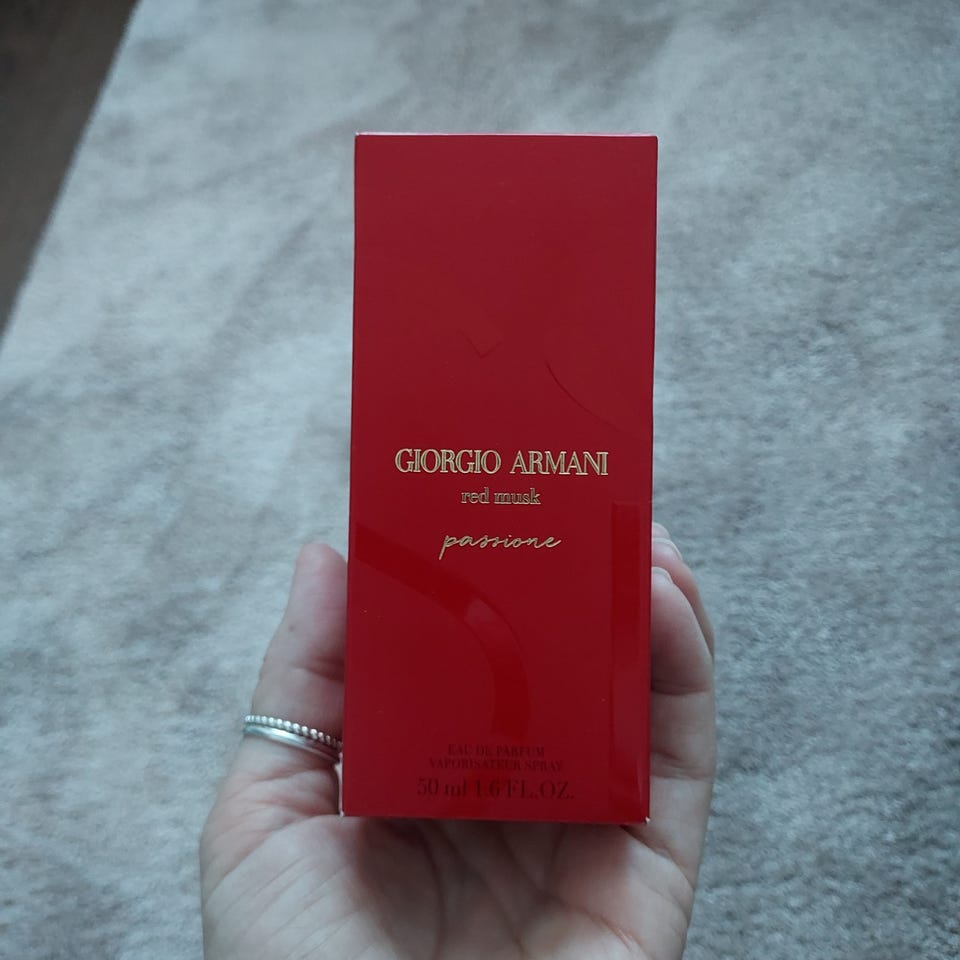 GIORGIO ARMANI
red musk
passione
EAU DE PARFUM
VAPORISATEUR SPRAY
50 ml 1.6 FL.OZ.